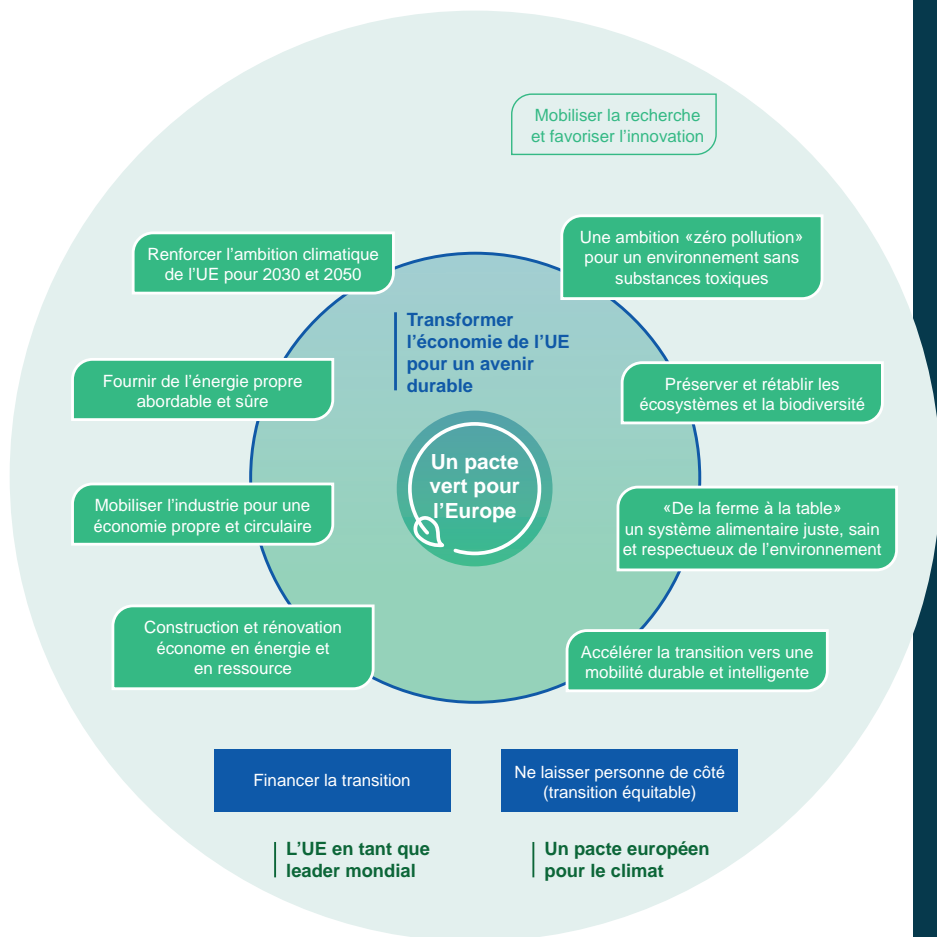 Mobiliser la recherche
et favoriser l’innovation
Renforcer l’ambition climatique
de l’UE pour 2030 et 2050
Une ambition «zéro pollution»
pour un environnement sans
substances toxiques
Transformer
l’économie de l’UE
pour un avenir
durable
Fournir de l’énergie propre
abordable et sûre
Préserver et rétablir les
écosystèmes et la biodiversité
Un pacte
vert pour
l’Europe
Mobiliser l’industrie pour une
économie propre et circulaire
«De la ferme à la table»
un système alimentaire juste, sain
et respectueux de l’environnement
Construction et rénovation
économe en énergie et
en ressource
Accélérer la transition vers une
mobilité durable et intelligente
Financer la transition
Ne laisser personne de côté
(transition équitable)
L’UE en tant que
leader mondial
Un pacte européen
pour le climat